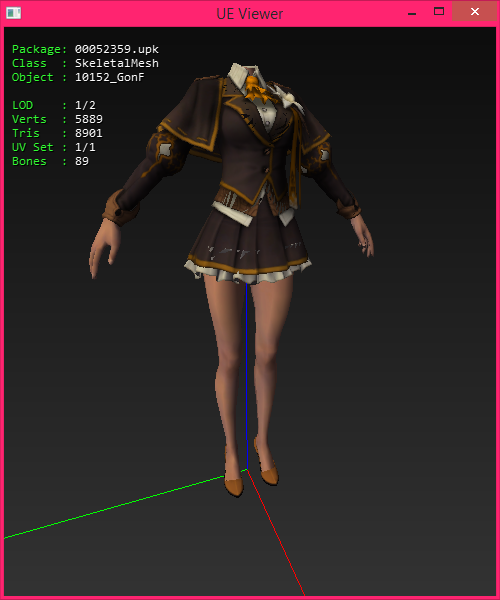 UE Viewer
Package: 00052359.upk
Class : SkeletalMesh
Object : 10152_GonF
LOD : 1/2
Verts : 5889
Tris : 8901
UV Set : 1/1
Bones : 89